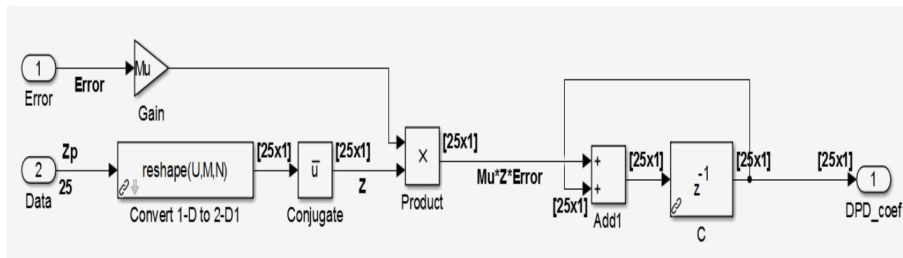 1
Error
Error
Mu
Gain
2
Data
Zp
25
reshape(U,M,N)
Convert 1-D to 2-D1
[25x1]
u
Conjugate
[25x1]
Z
[25x1]
X
Product
Mu*Z*Error
[25x1]
+
+
Add1
[25x1]
z-1
C
[25x1]
[25x1]
1
DPD_coef